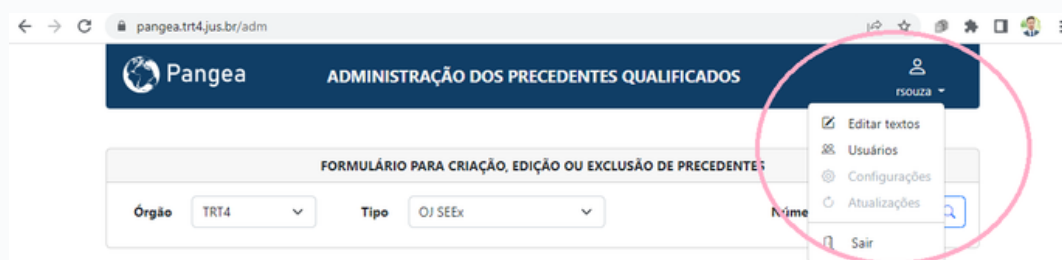 pangea.trt4.jus.br/adm
Pangea
ADMINISTRAÇÃO DOS PRECEDENTES QUALIFICADOS
rsouza
Editar textos
Usuários
Configurações
Atualizações
Sair
FORMULÁRIO PARA CRIAÇÃO, EDIÇÃO OU EXCLUSÃO DE PRECEDENTES
Órgão TRT4 Tipo OJ SEEx